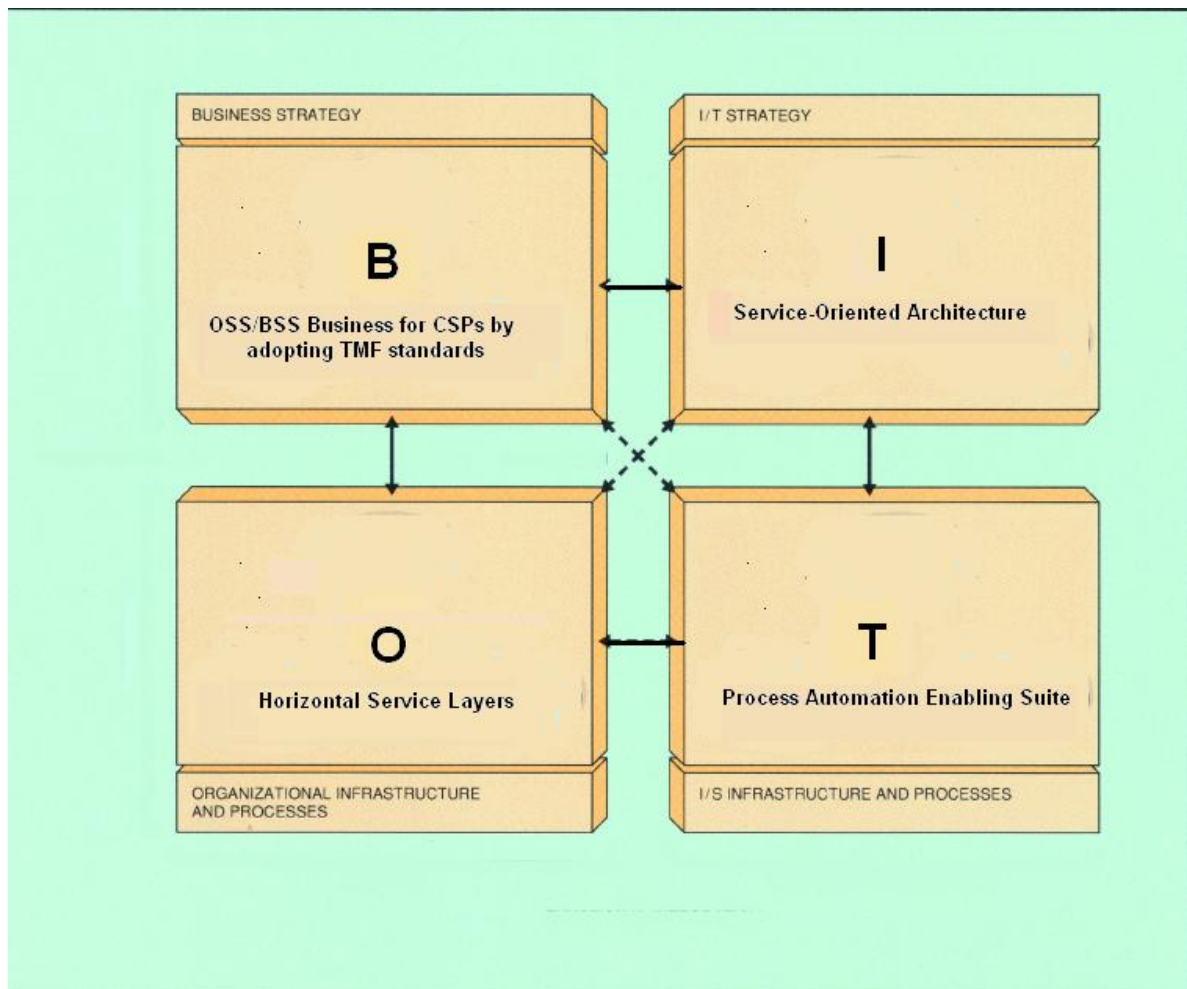 BUSINESS STRATEGY
I/T STRATEGY
B
OSS/BSS Business for CSPs by
adopting TMF standards
I
Service-Oriented Architecture
O
Horizontal Service Layers
T
Process Automation Enabling Suite
ORGANIZATIONAL INFRASTRUCTURE
AND PROCESSES
I/S INFRASTRUCTURE AND PROCESSES